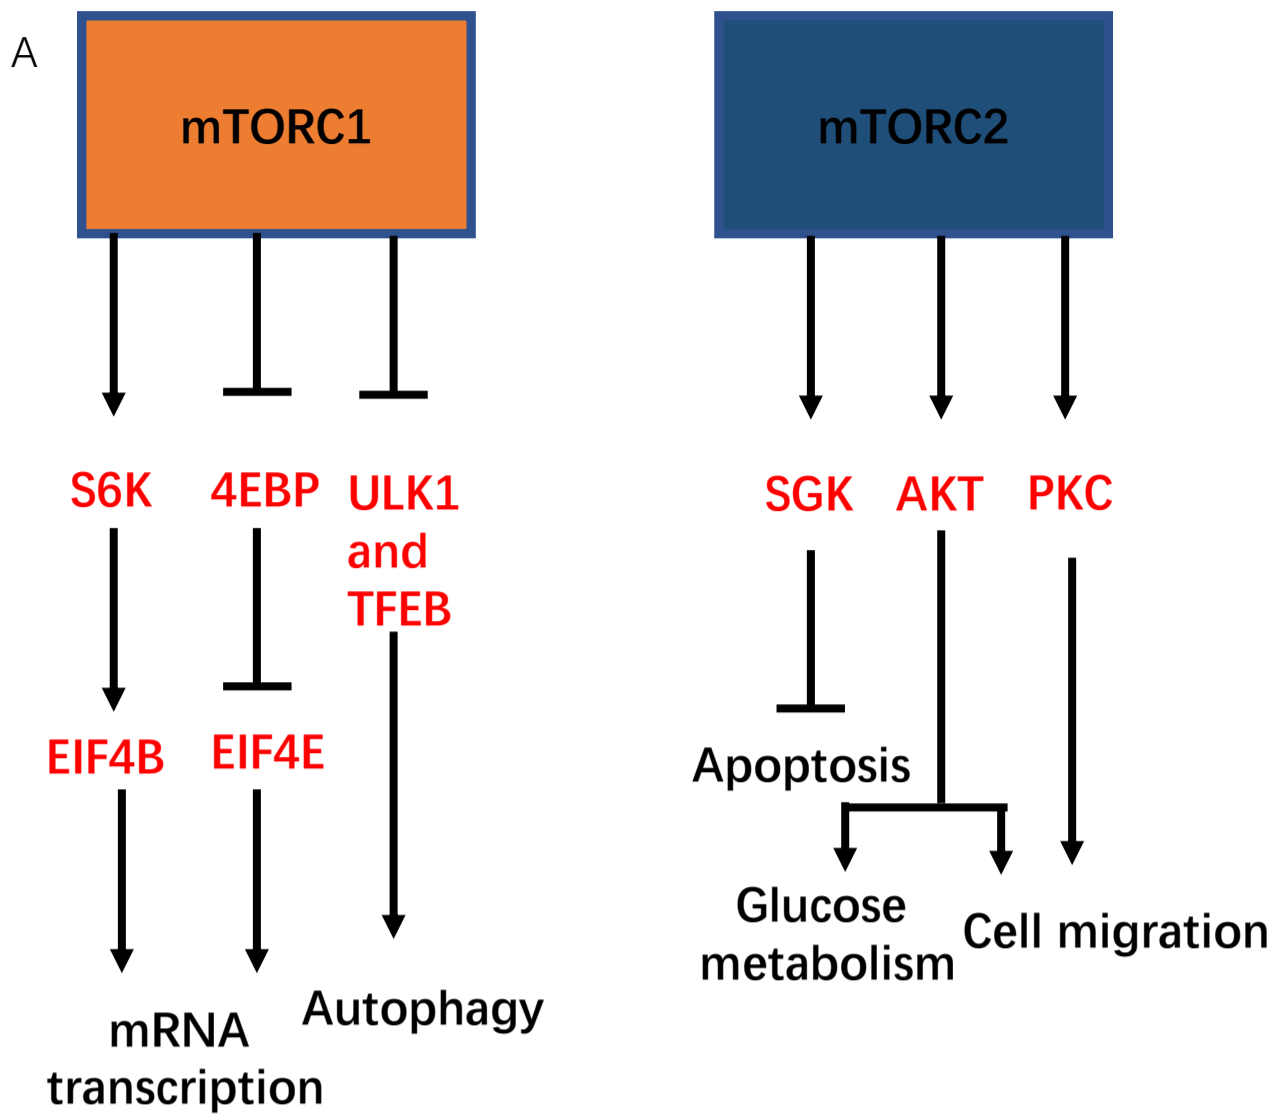 A
mTORC1
mTORC2
S6K
4EBP
ULK1
and
TFEB
SGK
AKT
PKC
EIF4B
EIF4E
Apoptosis
Glucose
metabolism
Cell migration
Autophagy
mRNA
transcription